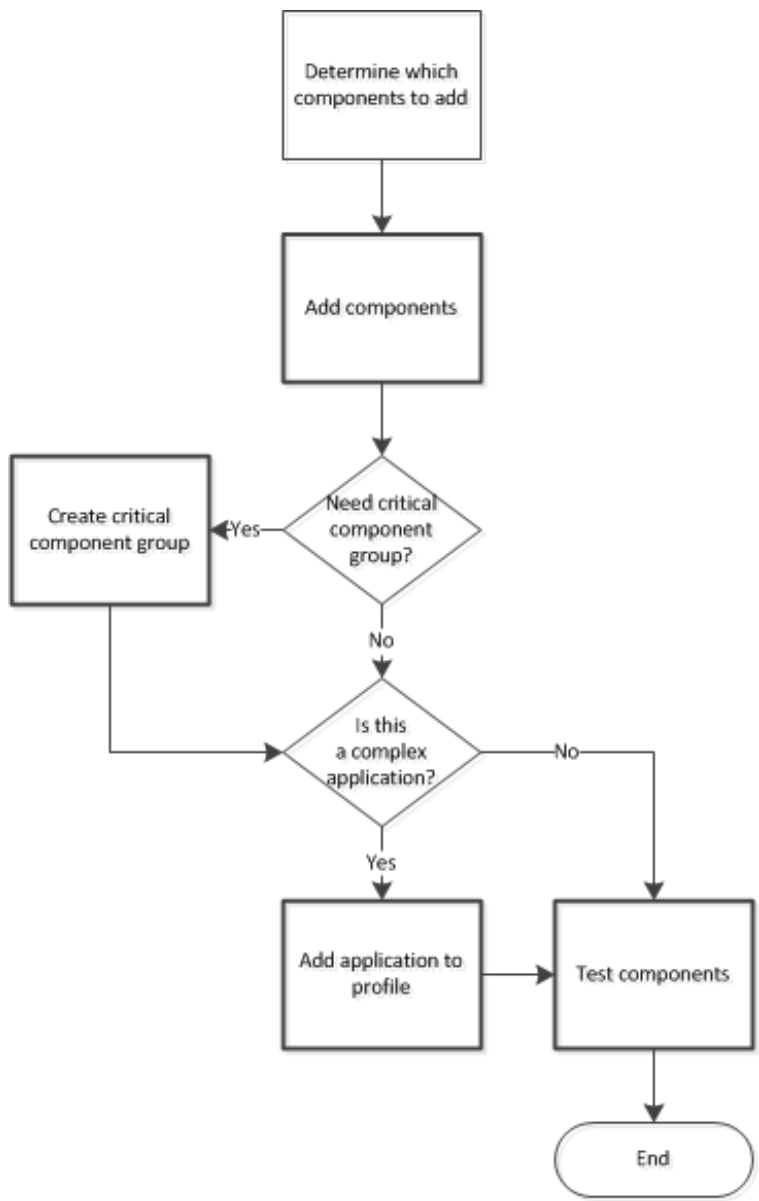 Determine which
components to add
Add components
Need critical
component
group?
Yes
Create critical
component group
No
Is this
a complex
application?
No
Yes
Add application to
profile
Test components
End